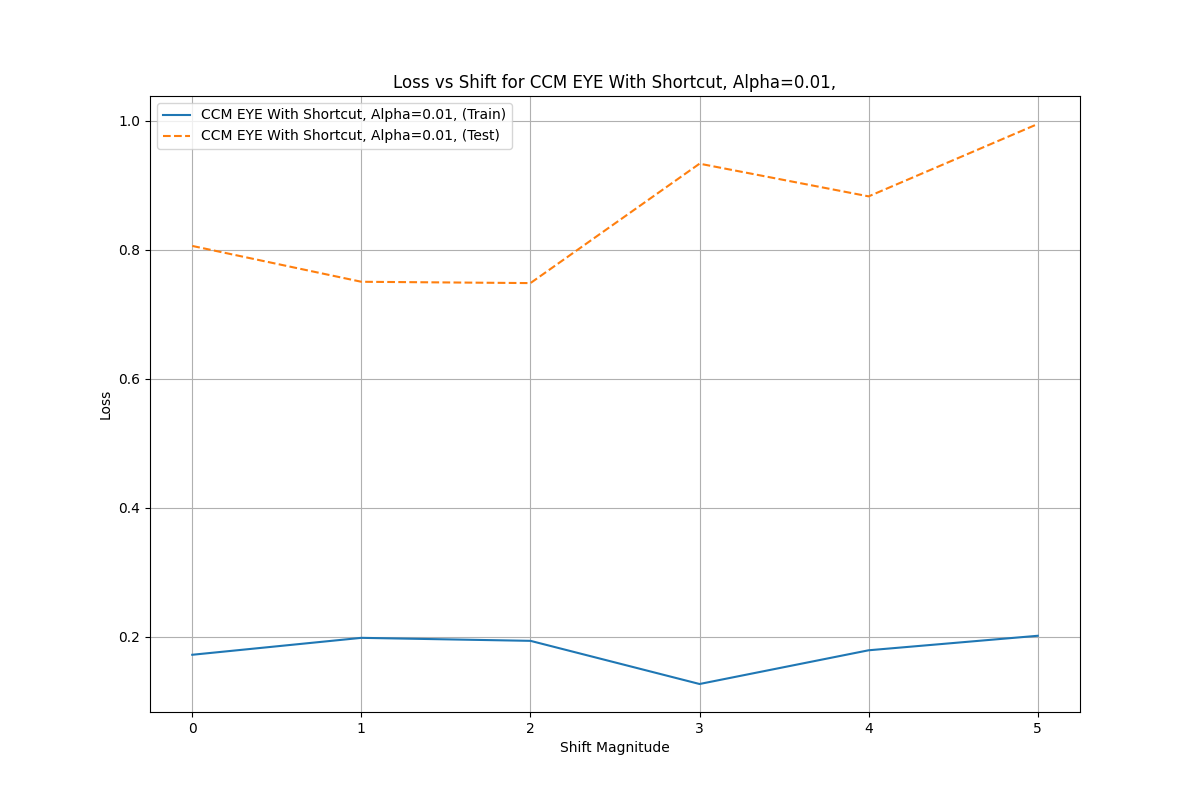 Loss vs Shift for CCM EYE With Shortcut, Alpha=0.01,
CCM EYE With Shortcut, Alpha=0.01, (Train)
CCM EYE With Shortcut, Alpha=0.01, (Test)
1.0
0.8
0.6
0.4
0.2
Loss
0 1 2 3 4 5
Shift Magnitude